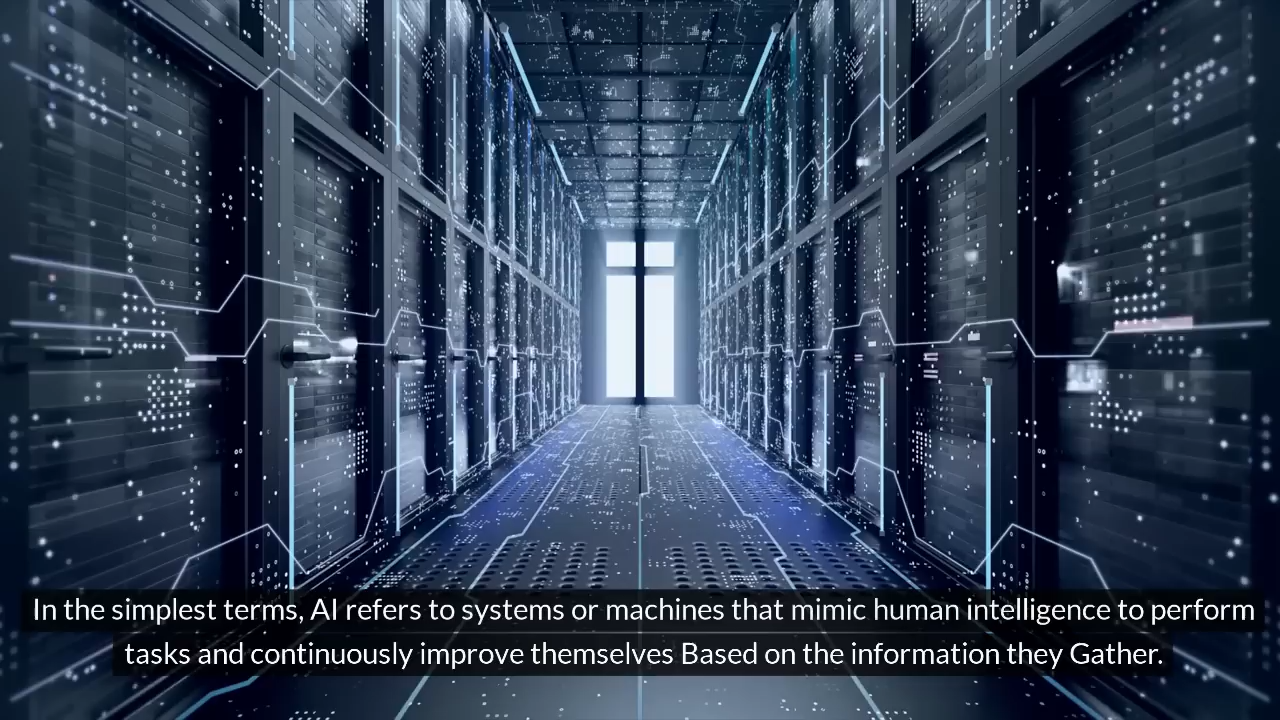 In the simplest terms, AI refers to systems or machines that mimic human intelligence to perform
tasks and continuously improve themselves Based on the information they Gather.